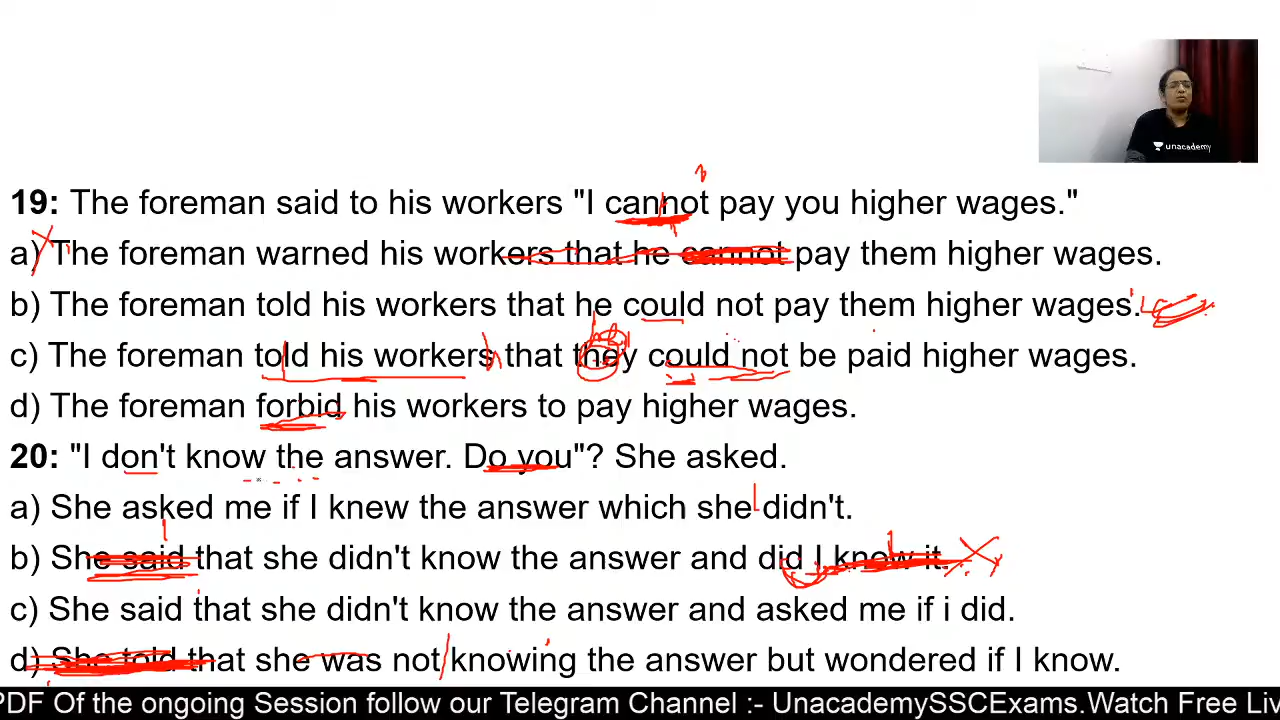 unacademy
19: The foreman said to his workers "I cannot pay you higher wages."
a) The foreman warned his workers that he cannot pay them higher wages.
b) The foreman told his workers that he could not pay them higher wages.
c) The foreman told his workers that they could not be paid higher wages.
d) The foreman forbid his workers to pay higher wages.
20: "I don't know the answer. Do you"? She asked.
a) She asked me if I knew the answer which she didn't.
b) She said that she didn't know the answer and did I know it.
c) She said that she didn't know the answer and asked me if i did.
d) She told that she was not knowing the answer but wondered if I know.
PDF Of the ongoing Session follow our Telegram Channel :- UnacademySSCExams.Watch Free Liv